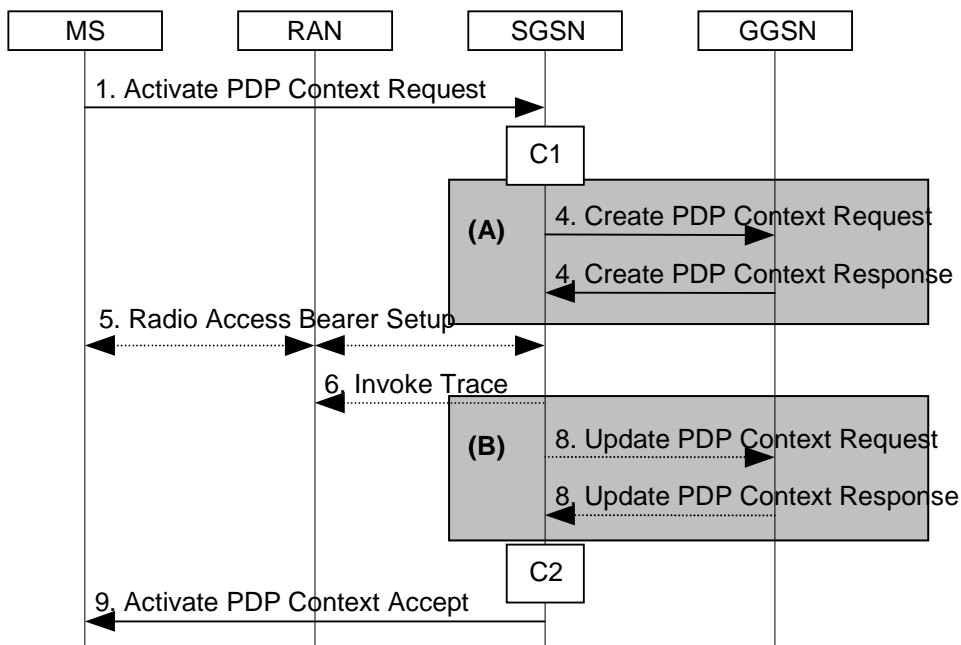 MS RAN SGSN GGSN
1. Activate PDP Context Request
C1
(A) 4. Create PDP Context Request
4. Create PDP Context Response
5. Radio Access Bearer Setup
6. Invoke Trace
(B) 8. Update PDP Context Request
8. Update PDP Context Response
C2
9. Activate PDP Context Accept